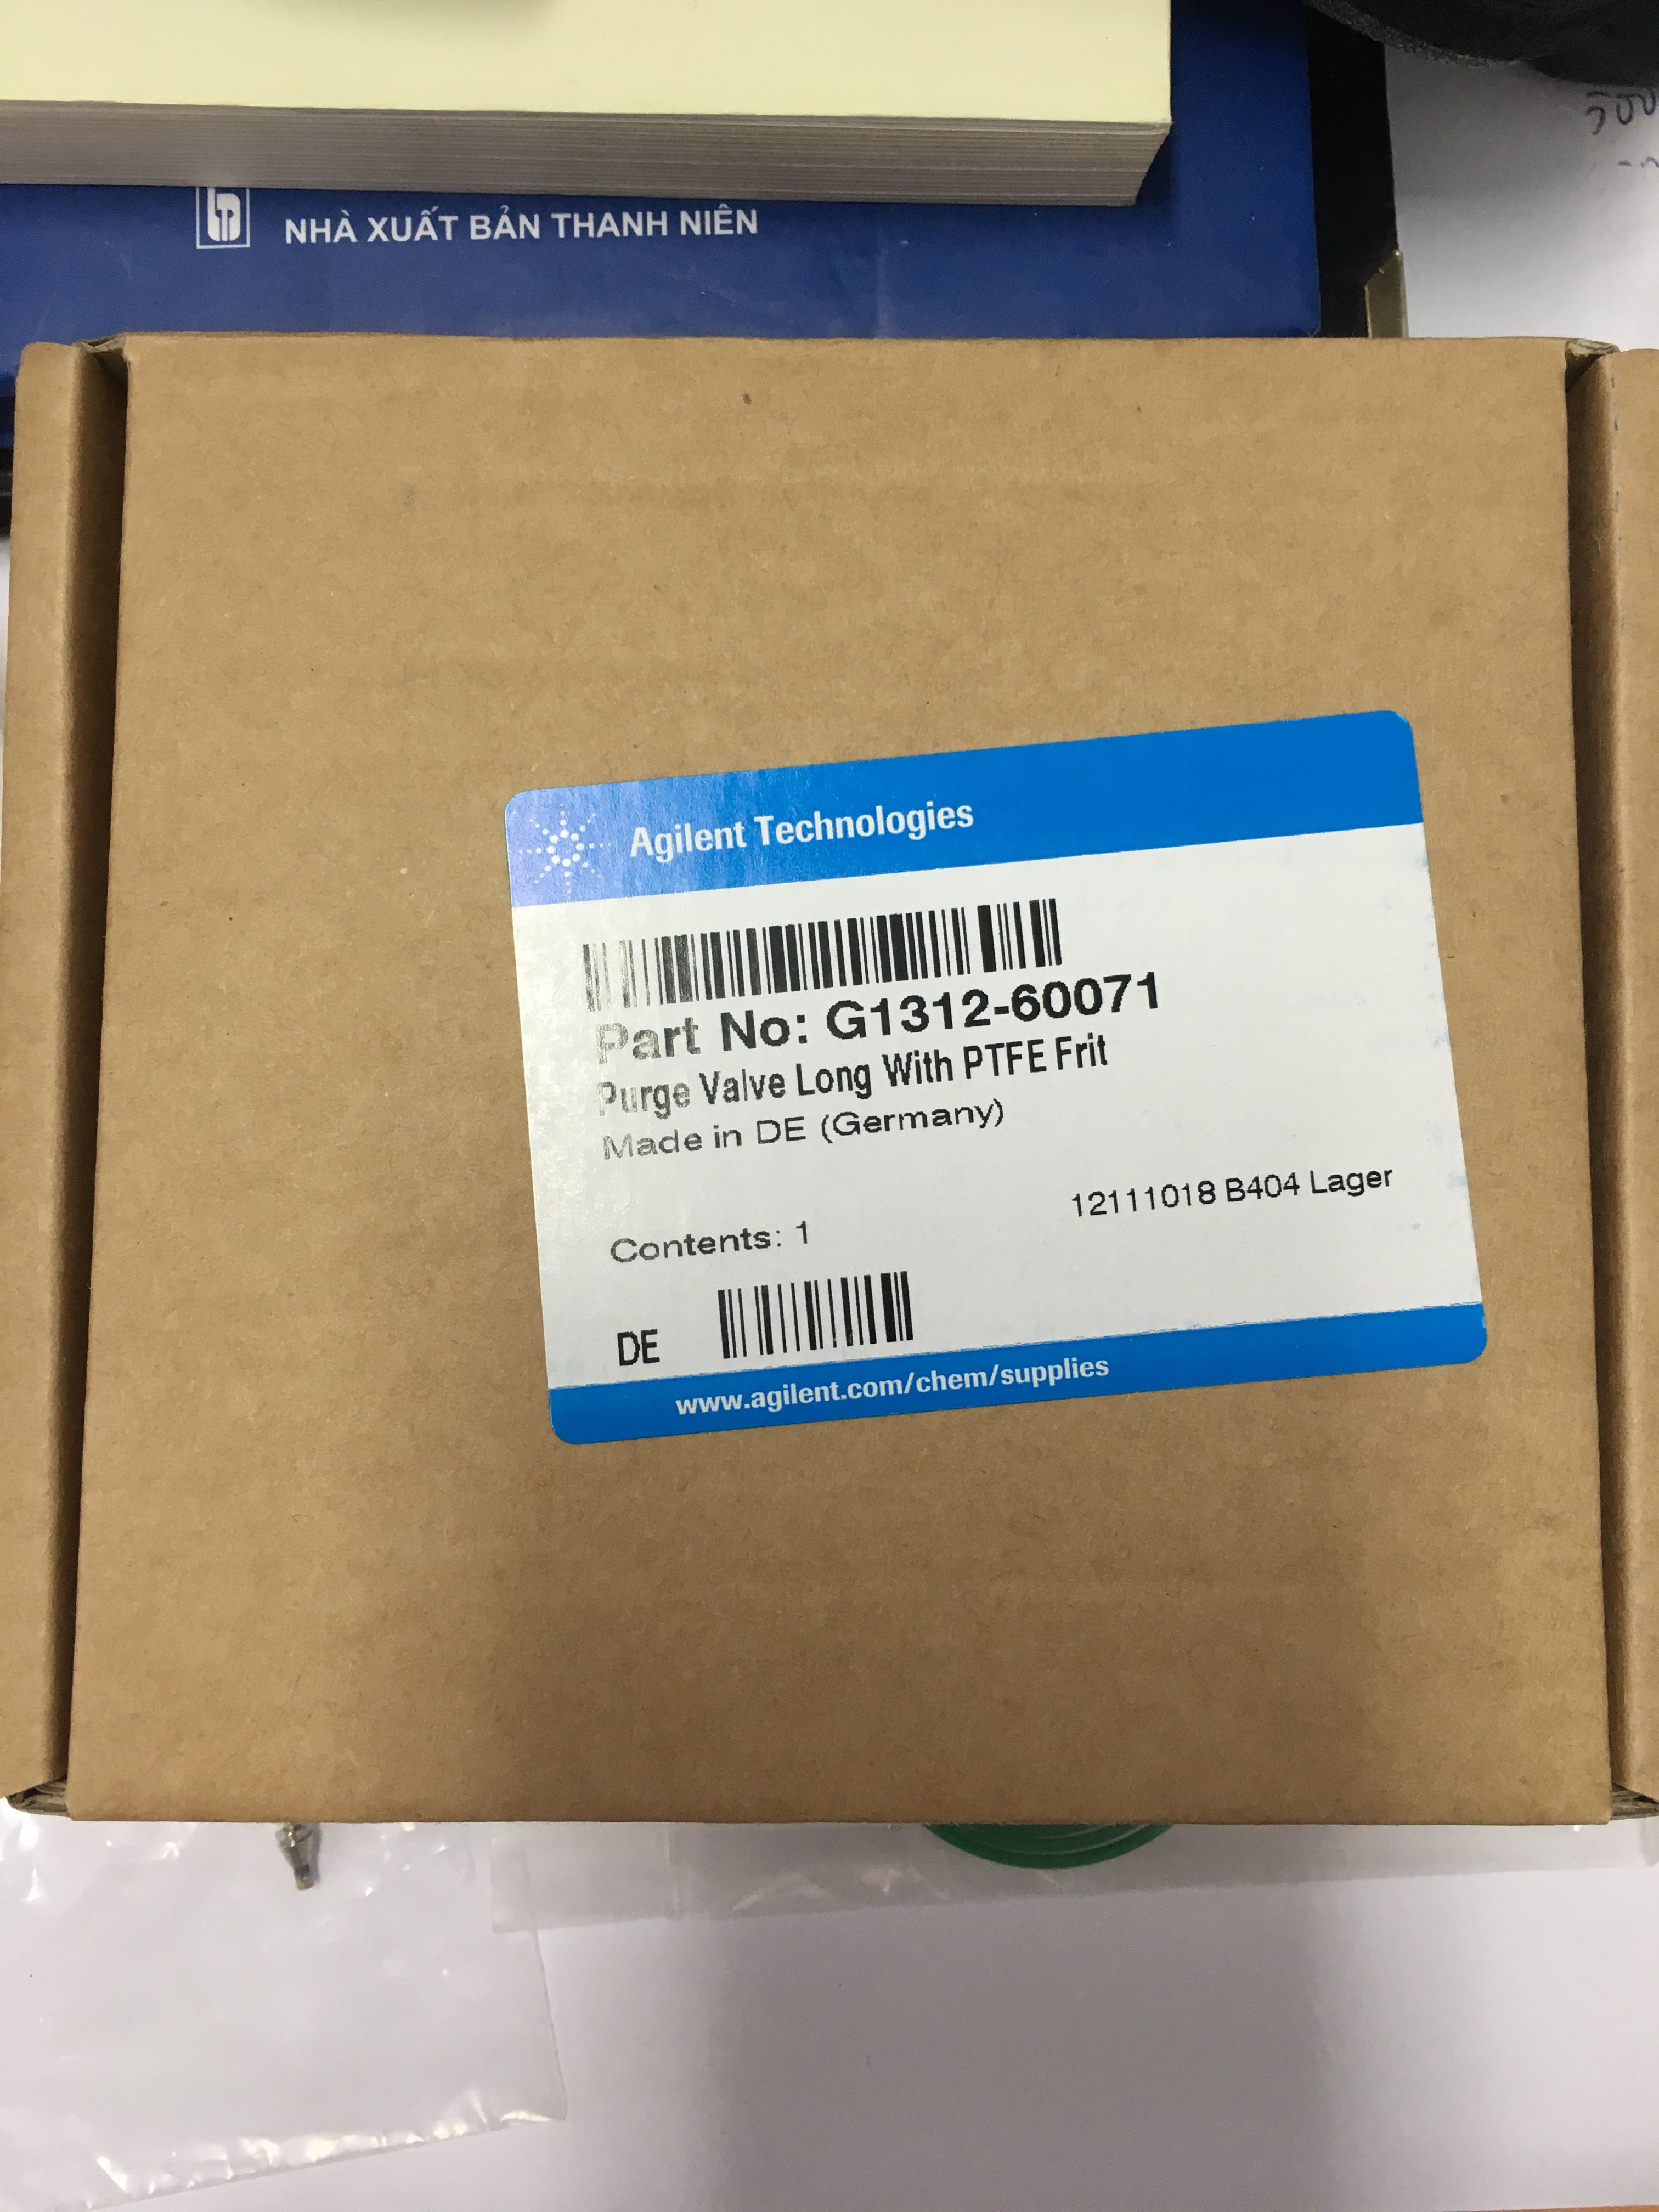 NHÀ XUẤT BẢN THANH NIÊN
Agilent Technologies
Part No: G1312-60071
Purge Valve Long With PTFE Frit
Made in DE (Germany)
12111018 B404 Lager
Contents: 1
DE
www.agilent.com/chem/supplies